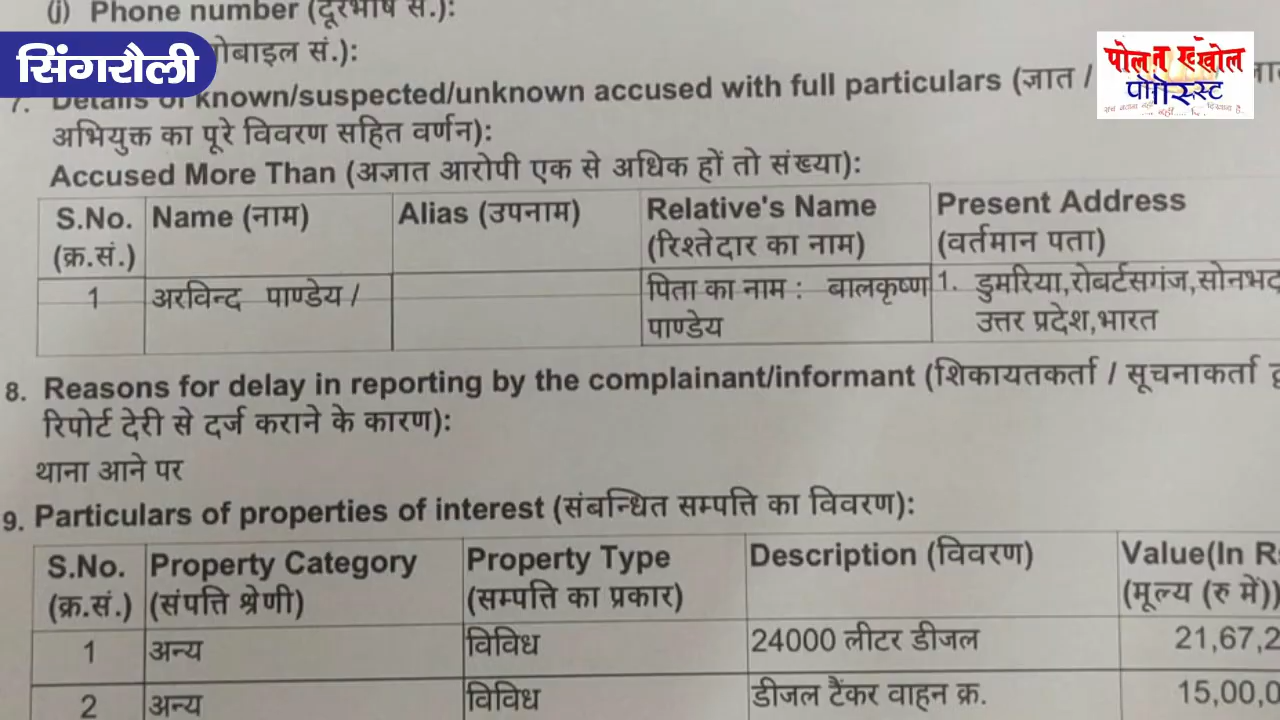 (j) Phone number (दूरभाष सं.):
सिंगरौली
मोबाइल सं.):
पोल खोल
पोस्ट
7. Details of known/suspected/unknown accused with full particulars (ज्ञात /
अभियुक्त का पूरे विवरण सहित वर्णन):
Accused More Than (अज्ञात आरोपी एक से अधिक हों तो संख्या):
S.No. Name (नाम) Alias (उपनाम) Relative's Name Present Address
(क्र.सं.) (रिश्तेदार का नाम) (वर्तमान पता)
1 अरविन्द पाण्डेय / पिता का नाम : बालकृष्ण 1. डुमरिया,रोबर्टसगंज,सोनभद्र
पाण्डेय उत्तर प्रदेश,भारत
8. Reasons for delay in reporting by the complainant/informant (शिकायतकर्ता / सूचनाकर्ता
रिपोर्ट देरी से दर्ज कराने के कारण):
थाना आने पर
9. Particulars of properties of interest (संबन्धित सम्पत्ति का विवरण):
S.No. Property Category Property Type Description (विवरण) Value(In R
(क्र.सं.) (संपत्ति श्रेणी) (सम्पत्ति का प्रकार) (मूल्य (रु में))
1 अन्य विविध 24000 लीटर डीजल 21,67,2
2 अन्य विविध डीजल टैंकर वाहन क्र. 15,00,0